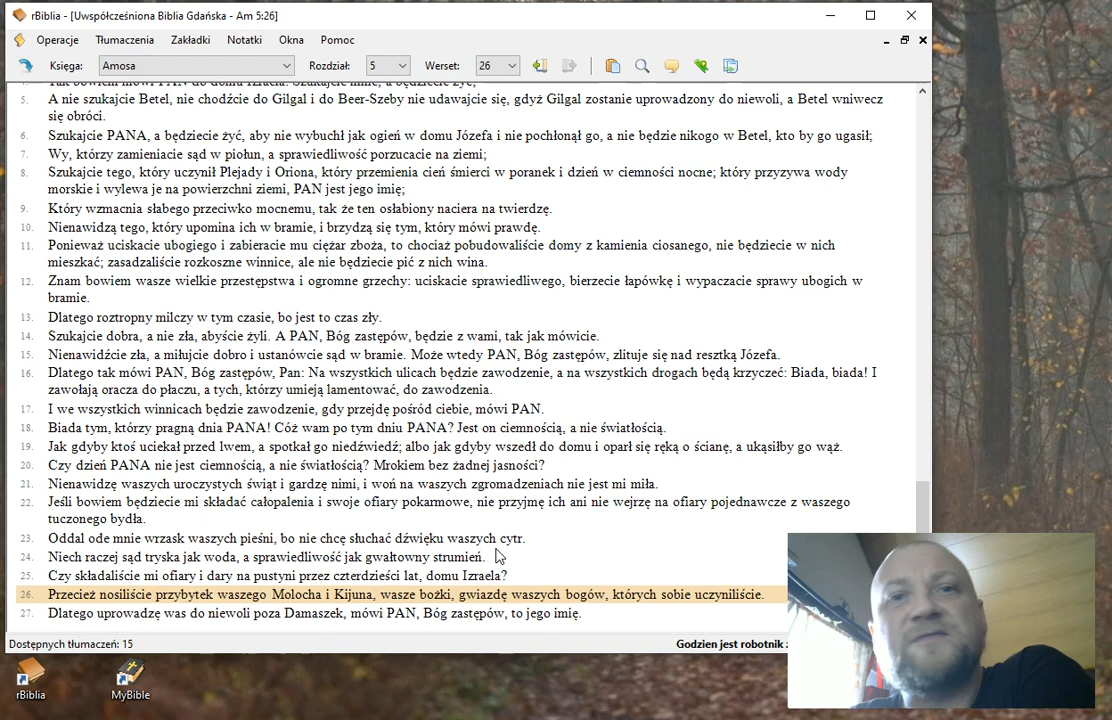 rBiblia - [Uwspółcześniona Biblia Gdańska - Am 5:26]
Operacje Tłumaczenia Zakładki Notatki Okna Pomoc
Księga: Amosa Rozdział: 5 Werset: 26
5. A nie szukajcie Betel, nie chodźcie do Gilgal i do Beer-Szeby nie udawajcie się, gdyż Gilgal zostanie uprowadzony do niewoli, a Betel wniwecz
się obróci.
6. Szukajcie PANA, a będziecie żyć, aby nie wybuchł jak ogień w domu Józefa i nie pochłonął go, a nie będzie nikogo w Betel, kto by go ugasił;
7. Wy, którzy zamieniacie sąd w piołun, a sprawiedliwość porzucacie na ziemi;
8. Szukajcie tego, który uczynił Plejady i Oriona, który przemienia cień śmierci w poranek i dzień w ciemności nocne; który przyzywa wody
morskie i wylewa je na powierzchni ziemi, PAN jest jego imię;
9. Który wzmacnia słabego przeciwko mocnemu, tak że ten osłabiony naciera na twierdzę.
10. Nienawidzą tego, który upomina ich w bramie, i brzydzą się tym, który mówi prawdę.
11. Ponieważ uciskacie ubogiego i zabieracie mu ciężar zboża, to chociaż pobudowaliście domy z kamienia ciosanego, nie będziecie w nich
mieszkać; zasadzaliście rozkoszne winnice, ale nie będziecie pić z nich wina.
12. Znam bowiem wasze wielkie przestępstwa i ogromne grzechy: uciskacie sprawiedliwego, bierzecie łapówkę i wypaczacie sprawy ubogich w
bramie.
13. Dlatego roztropny milczy w tym czasie, bo jest to czas zły.
14. Szukajcie dobra, a nie zła, abyście żyli. A PAN, Bóg zastępów, będzie z wami, tak jak mówicie.
15. Nienawidźcie zła, a miłujcie dobro i ustanówcie sąd w bramie. Może wtedy PAN, Bóg zastępów, zlituje się nad resztką Józefa.
16. Dlatego tak mówi PAN, Bóg zastępów, Pan: Na wszystkich ulicach będzie zawodzenie, a na wszystkich drogach będą krzyczeć: Biada, biada! I
zawołają oracza do płaczu, a tych, którzy umieją lamentować, do zawodzenia.
17. I we wszystkich winnicach będzie zawodzenie, gdy przejdę pośród ciebie, mówi PAN.
18. Biada tym, którzy pragną dnia PANA! Cóż wam po tym dniu PANA? Jest on ciemnością, a nie światłością.
19. Jak gdyby ktoś uciekał przed lwem, a spotkał go niedźwiedź; albo jak gdyby wszedł do domu i oparł się ręką o ścianę, a ukąsiłby go wąż.
20. Czy dzień PANA nie jest ciemnością, a nie światłością? Mrokiem bez żadnej jasności?
21. Nienawidzę waszych uroczystych świąt i gardzę nimi, i woń na waszych zgromadzeniach nie jest mi miła.
22. Jeśli bowiem będziecie mi składać całopalenia i swoje ofiary pokarmowe, nie przyjmę ich ani nie wejrzę na ofiary pojednawcze z waszego
tuczonego bydła.
23. Oddal ode mnie wrzask waszych pieśni, bo nie chcę słuchać dźwięku waszych cytr.
24. Niech raczej sąd tryska jak woda, a sprawiedliwość jak gwałtowny strumień.
25. Czy składaliście mi ofiary i dary na pustyni przez czterdzieści lat, domu Izraela?
26. Przecież nosiliście przybytek waszego Molocha i Kijuna, wasze bożki, gwiazdę waszych bogów, których sobie uczyniliście.
27. Dlatego uprowadzę was do niewoli poza Damaszek, mówi PAN, Bóg zastępów, to jego imię.
Dostępnych tłumaczeń: 15 Godzien jest robotnik
rBiblia MyBible